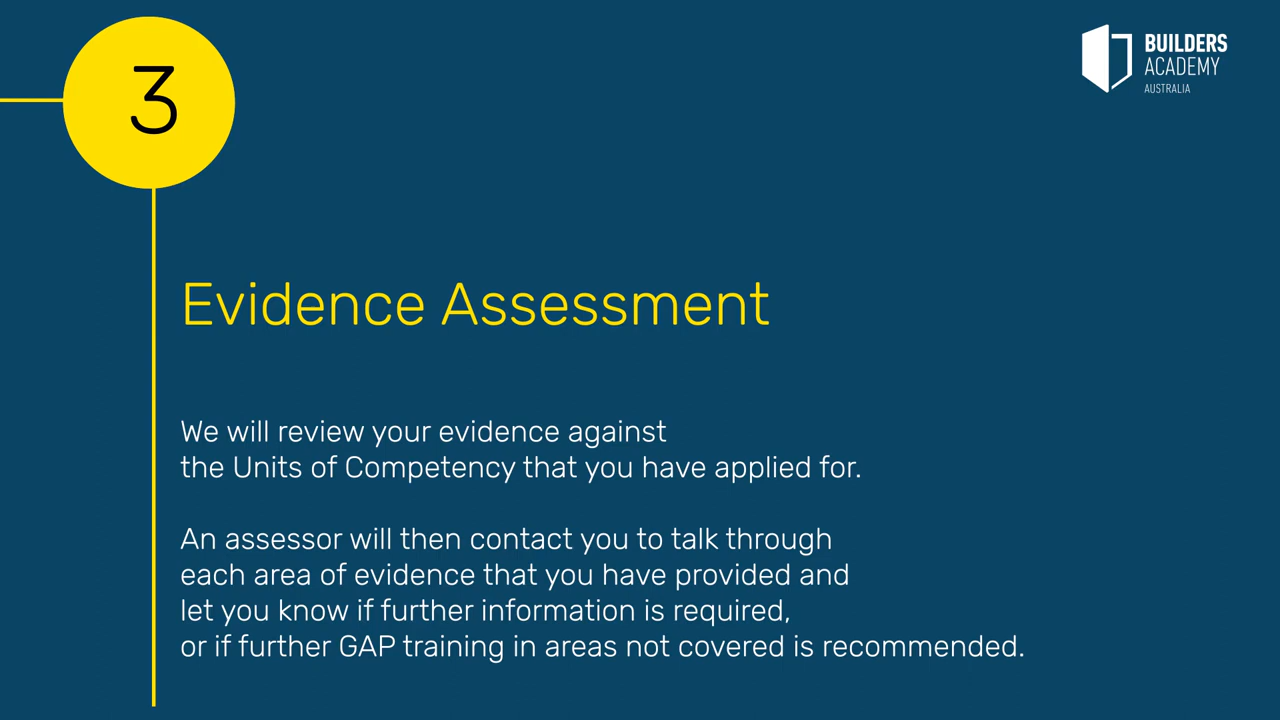 3
BUILDERS
ACADEMY
AUSTRALIA
Evidence Assessment
We will review your evidence against
the Units of Competency that you have applied for.
An assessor will then contact you to talk through
each area of evidence that you have provided and
let you know if further information is required,
or if further GAP training in areas not covered is recommended.